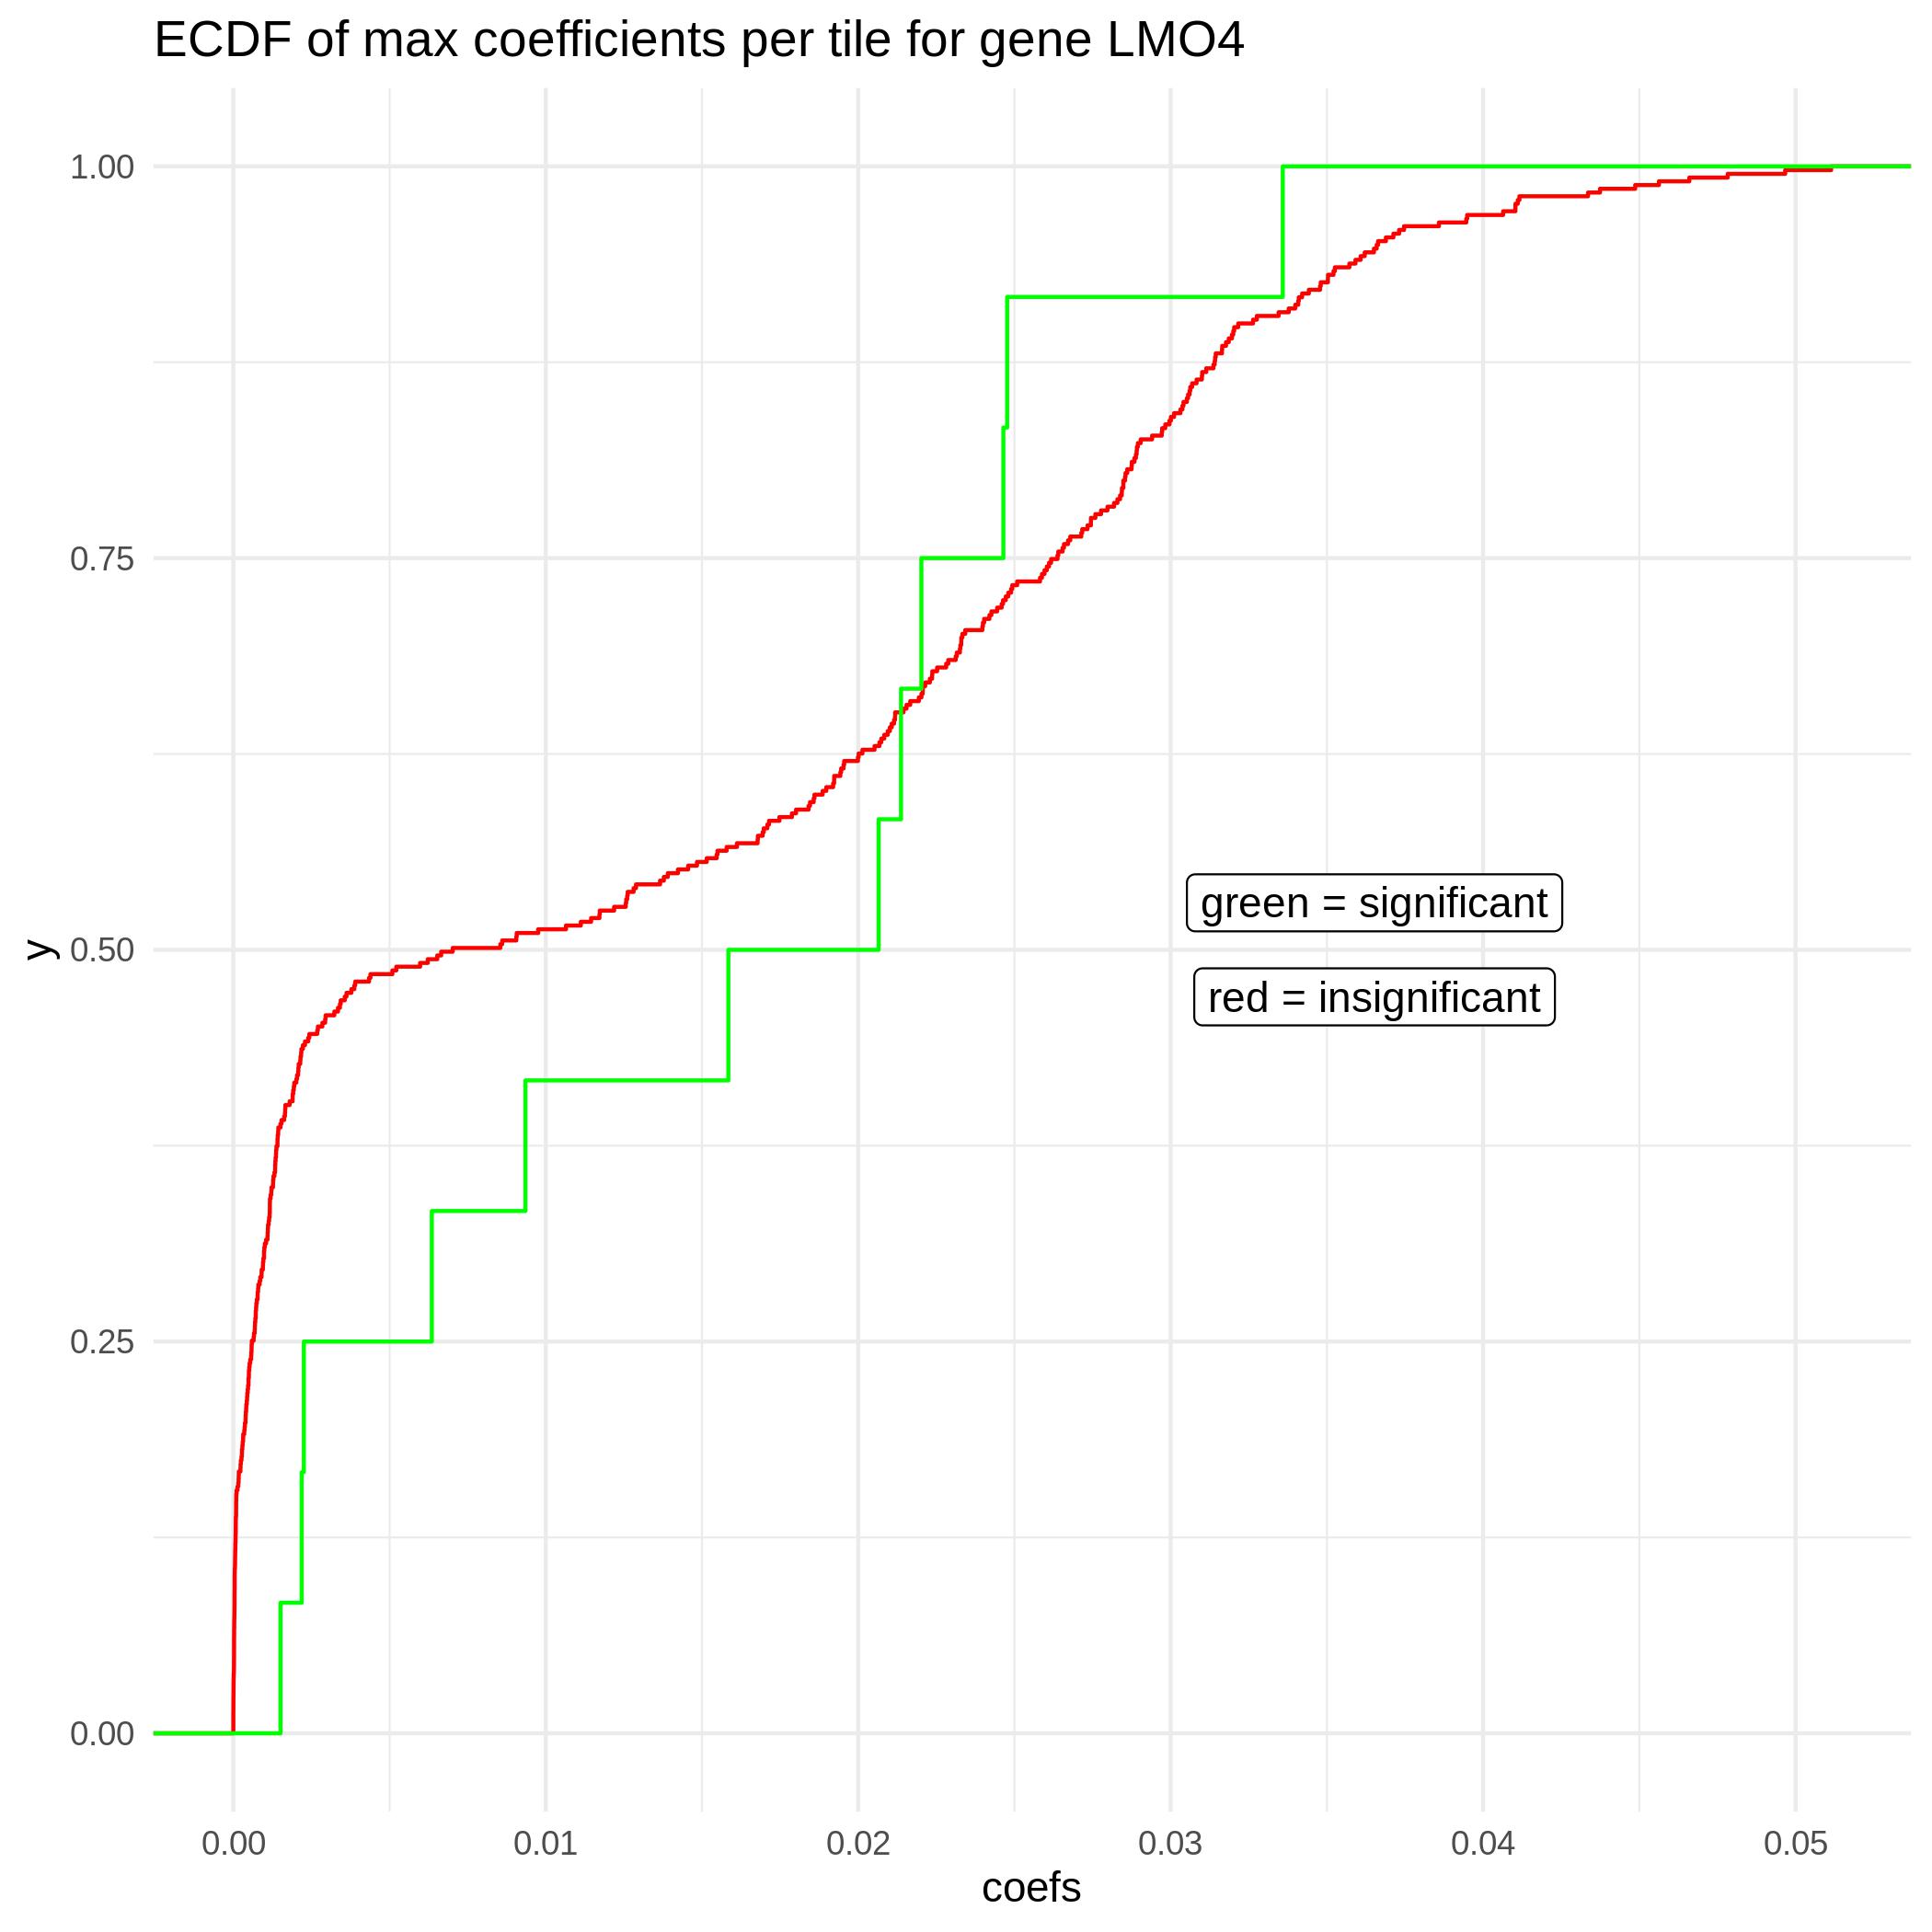 ECDF of max coefficients per tile for gene LMO4
1.00
0.75
0.50
0.25
0.00
y
green = significant
red = insignificant
0.00 0.01 0.02 0.03 0.04 0.05
coefs